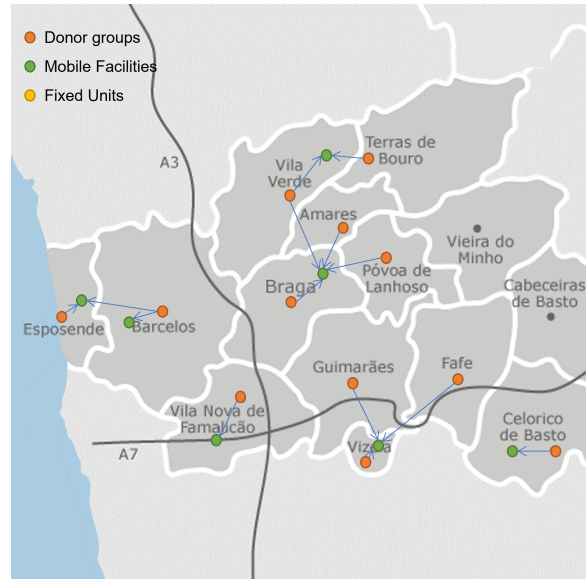 Donor groups
Mobile Facilities
Fixed Units
A3
Terras de
Bouro
Vila
Verde
Amares
Vieira do
Minho
Póvoa de
Lanhoso
Braga
Cabeceiras
de Basto
Esposende
Barcelos
Guimarães
Fafe
Vila Nova de
Famalicão
Celorico
de Basto
Vizela
A7